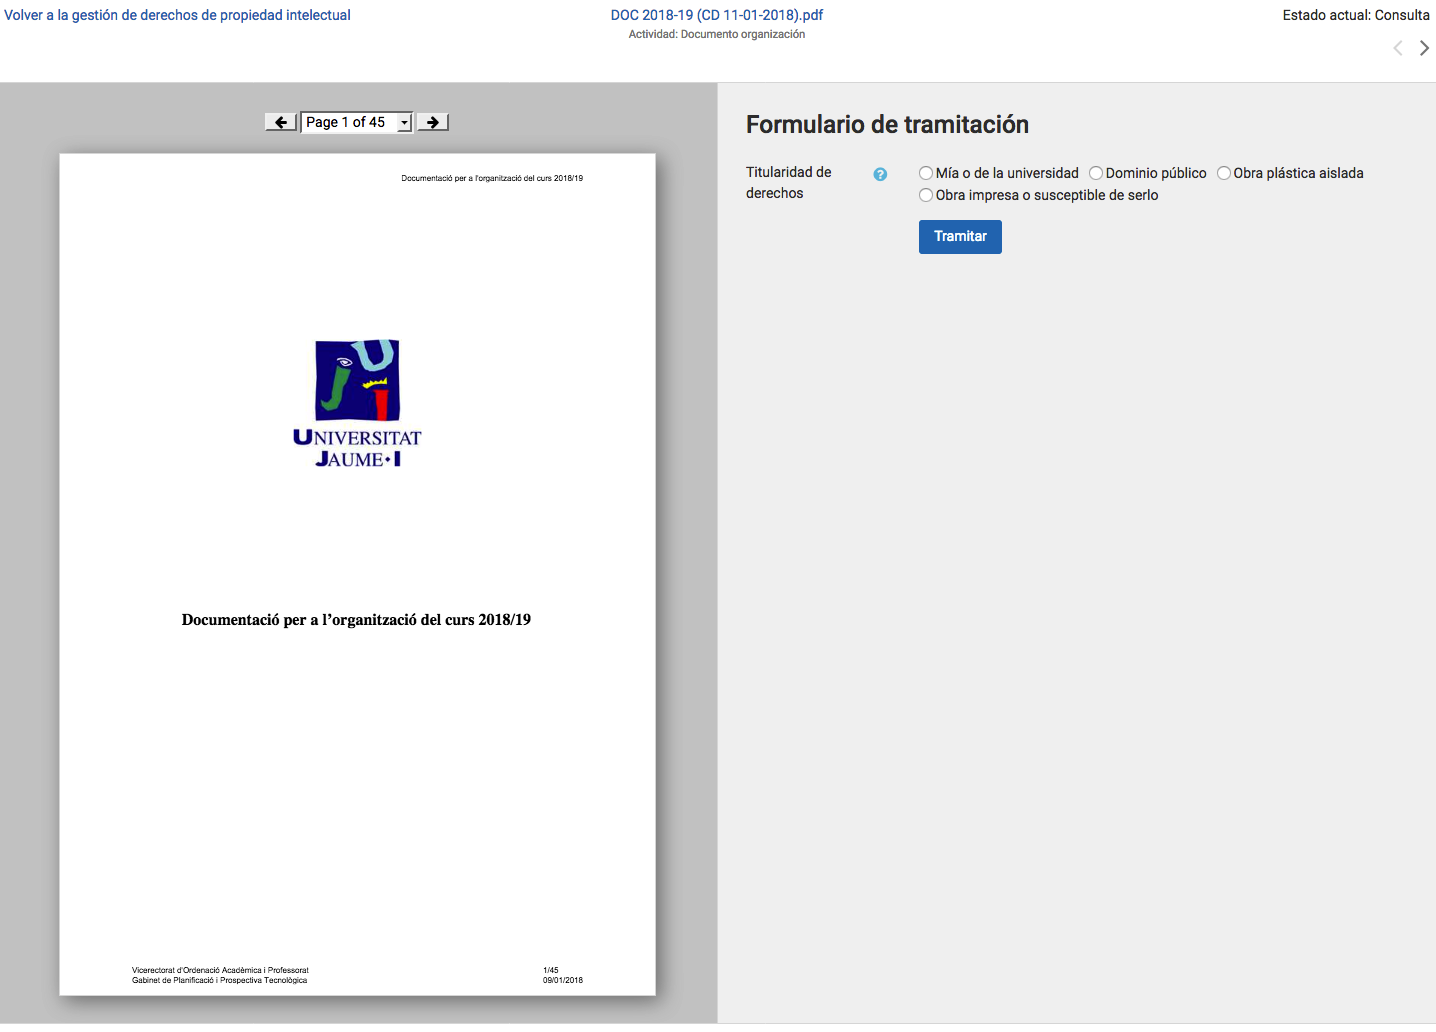 Volver a la gestión de derechos de propiedad intelectual
DOC 2018-19 (CD 11-01-2018).pdf
Actividad: Documento organización
Estado actual: Consulta
Page 1 of 45
Documentació per a l'organització del curs 2018/19
UNIVERSITAT
JAUME·I
Documentació per a l'organització del curs 2018/19
Vicerectorat d'Ordenació Acadèmica i Professorat
Gabinet de Planificació i Prospectiva Tecnològica
1/45
09/01/2018
Formulario de tramitación
Titularidad de
derechos
?
Mía o de la universidad Dominio público Obra plástica aislada
Obra impresa o susceptible de serlo
Tramitar